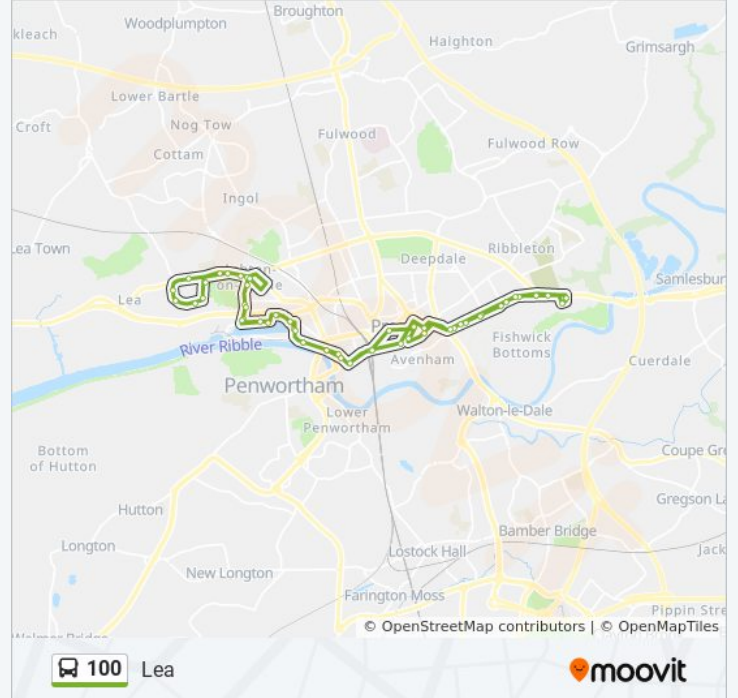 Broughton
Woodplumpton
kleach
Haighton
Grimsargh
Lower Bartle
Croft
Nog Tow
Fulwood
Fulwood Row
Cottam
Ingol
Lea Town
Ribbleton
Deepdale
Samlesbur
Lea
River Ribble
Fishwick
Bottoms
Avenham
Cuerdale
Penwortham
Lower
Penwortham
Walton-le-Dale
Bottom
of Hutton
Coupe Gre
Gregson La
Hutton
Bamber Bridge
Longton
Lostock Hall
Jack
New Longton
Farington Moss
Pippin Stre
© OpenStreetMap contributors | © OpenMapTiles
100 Lea
moovit